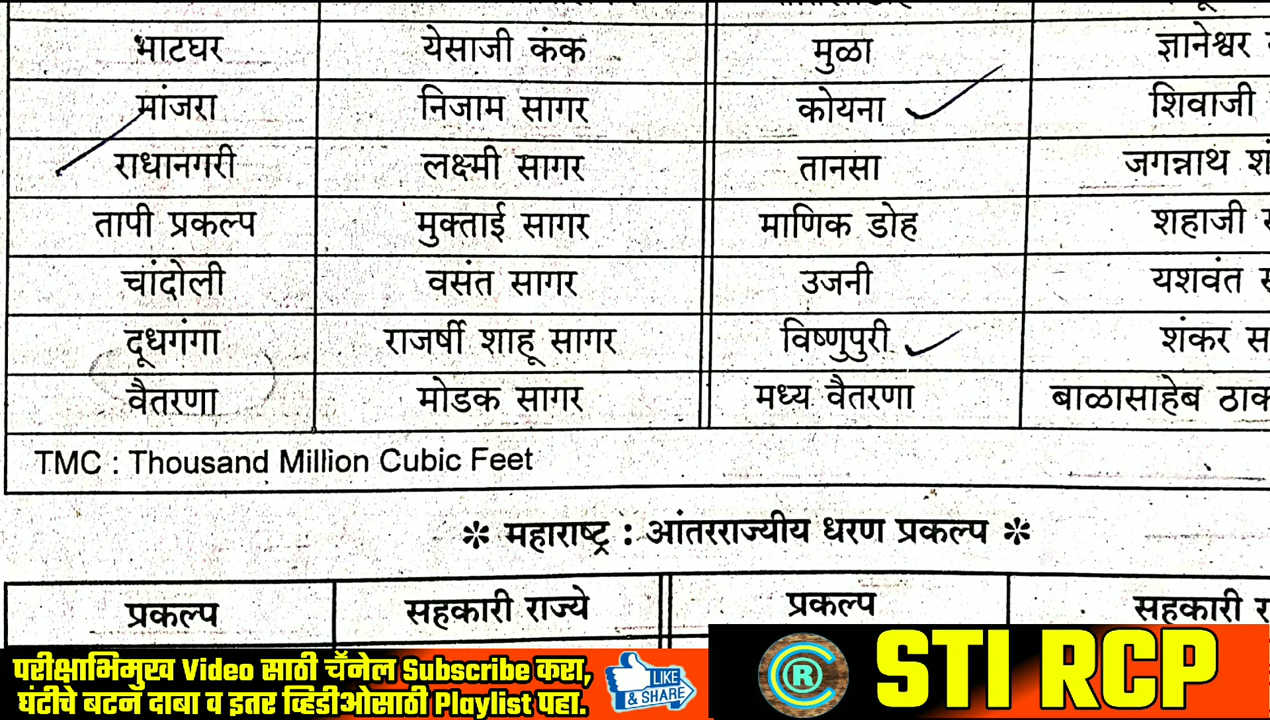 भाटघर येसाजी कंक मुळा ज्ञानेश्वर
मांजरा निजाम सागर कोयना शिवाजी
राधानगरी लक्ष्मी सागर तानसा जगन्नाथ
तापी प्रकल्प मुक्ताई सागर माणिक डोह शहाजी
चांदोली वसंत सागर उजनी यशवंत
दूधगंगा राजर्षी शाहू सागर विष्णुपुरी शंकर
वैतरणा मोडक सागर मध्य वैतरणा बाळासाहेब
TMC : Thousand Million Cubic Feet
* महाराष्ट्र : आंतरराज्यीय धरण प्रकल्प *
प्रकल्प सहकारी राज्ये प्रकल्प सहकारी
परीक्षाभिमुख Video साठी चॅनेल Subscribe करा,
घंटीचे बटन दाबा व इतर व्हिडीओसाठी Playlist पहा.
LIKE
& SHARE
R
STI RCP